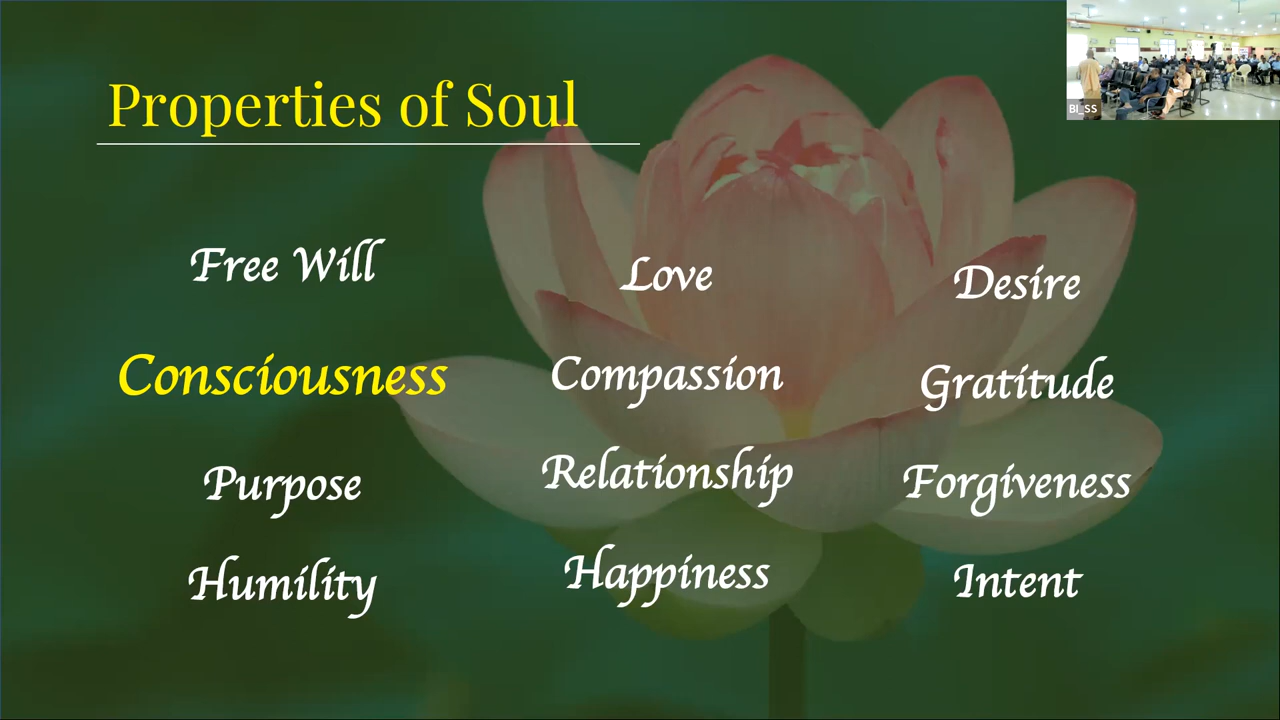 Properties of Soul
Free Will
Consciousness
Purpose
Humility
Love
Compassion
Relationship
Happiness
Desire
Gratitude
Forgiveness
Intent